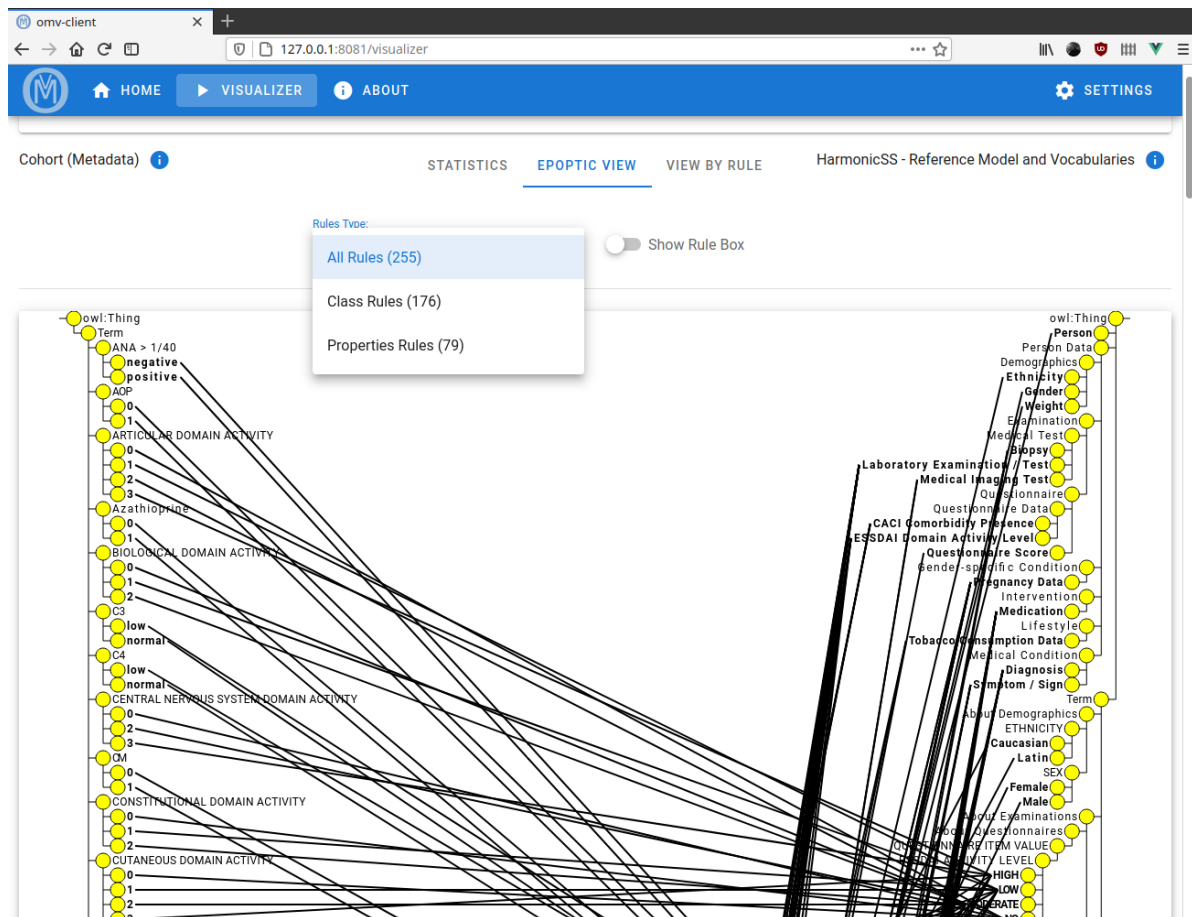 omv-client
127.0.0.1:8081/visualizer
HOME
VISUALIZER
ABOUT
SETTINGS
Cohort (Metadata)
STATISTICS
EPOPTIC VIEW
VIEW BY RULE
HarmonicSS - Reference Model and Vocabularies
Rules Type:
All Rules (255)
Class Rules (176)
Properties Rules (79)
Show Rule Box
owl:Thing
Term
ANA > 1/40
negative
positive
AOP
0
1
ARTICULAR DOMAIN ACTIVITY
0
1
2
3
Azathioprine
0
1
BIOLOGICAL DOMAIN ACTIVITY
0
1
2
C3
low
normal
C4
low
normal
CENTRAL NERVOUS SYSTEM DOMAIN ACTIVITY
0
2
3
CM
0
1
CONSTITUTIONAL DOMAIN ACTIVITY
0
1
2
CUTANEOUS DOMAIN ACTIVITY
0
1
2
owl:Thing
Person
Person Data
Demographics
Ethnicity
Gender
Weight
Examination
Medical Test
Biopsy
Laboratory Examination / Test
Medical Imaging Test
Questionnaire
Questionnaire Data
CACI Comorbidity Presence
ESSDAI Domain Activity Level
Questionnaire Score
Gender-specific Condition
Pregnancy Data
Intervention
Medication
Lifestyle
Tobacco Consumption Data
Medical Condition
Diagnosis
Symptom / Sign
Term
About Demographics
ETHNICITY
Caucasian
Latin
SEX
Female
Male
About Examinations
About Questionnaires
QUESTIONNAIRE ITEM VALUE
ACTIVITY LEVEL
HIGH
LOW
MODERATE